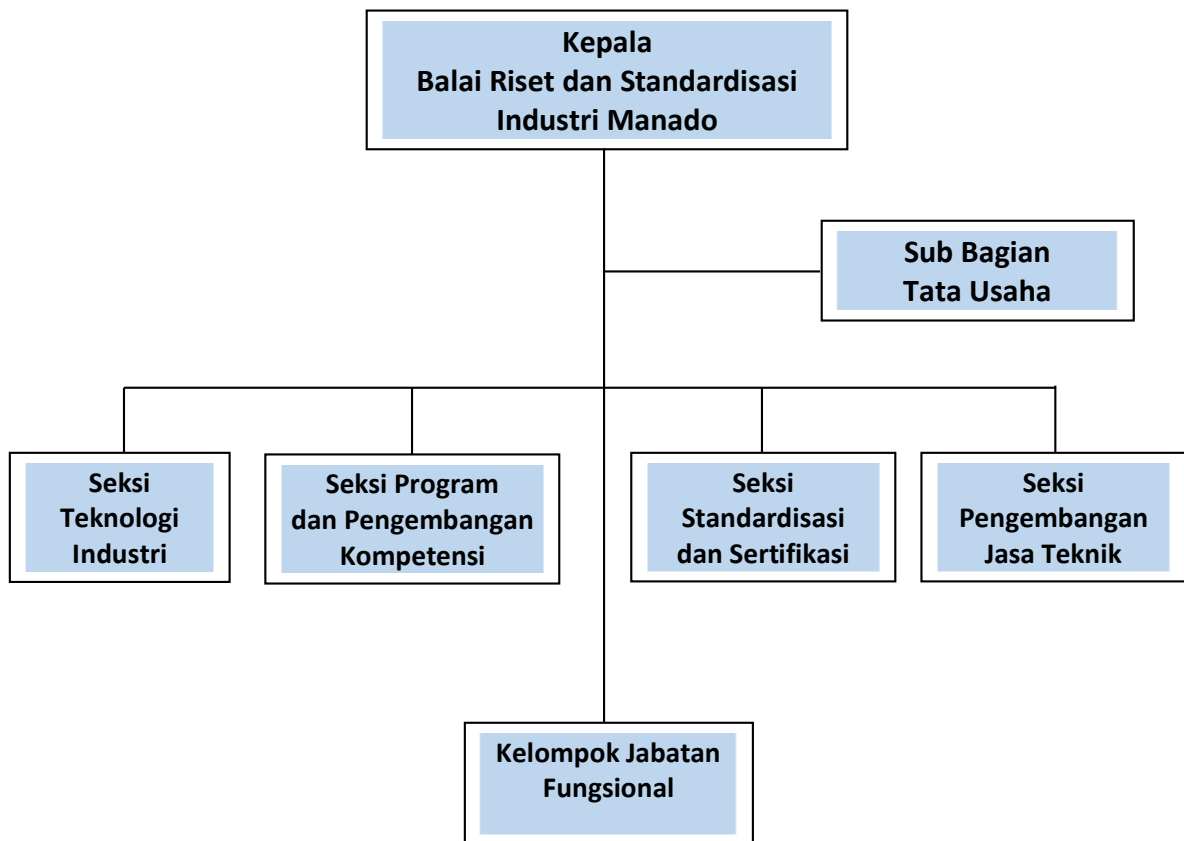 Kepala
Balai Riset dan Standardisasi
Industri Manado
Sub Bagian
Tata Usaha
Seksi
Teknologi
Industri
Seksi Program
dan Pengembangan
Kompetensi
Seksi
Standardisasi
dan Sertifikasi
Seksi
Pengembangan
Jasa Teknik
Kelompok Jabatan
Fungsional